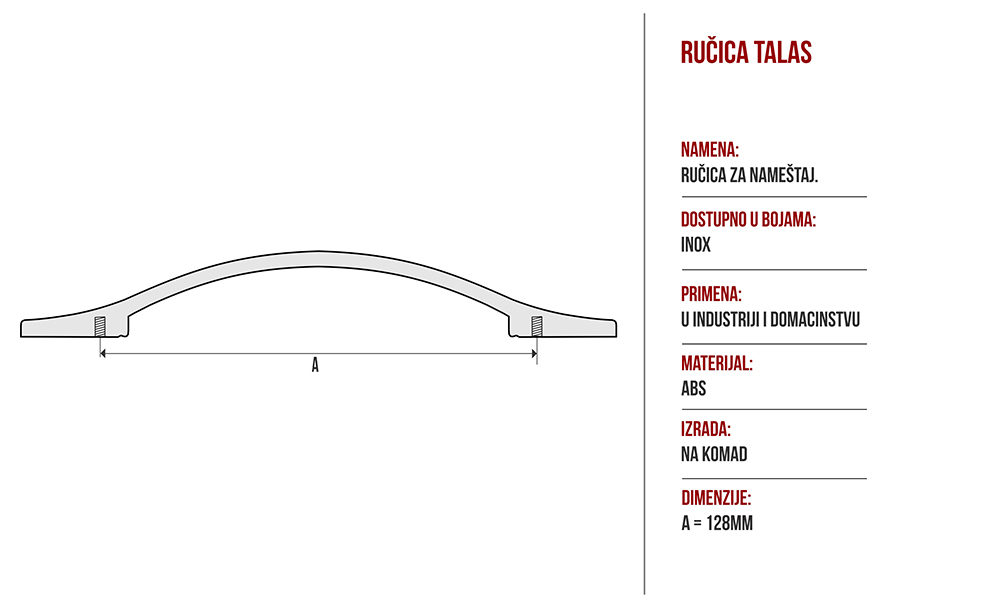 RUČICA TALAS
NAMENA:
RUČICA ZA NAMEŠTAJ.
DOSTUPNO U BOJAMA:
INOX
PRIMENA:
U INDUSTRIJI I DOMACINSTVU
MATERIJAL:
ABS
IZRADA:
NA KOMAD
DIMENZIJE:
A = 128MM
A